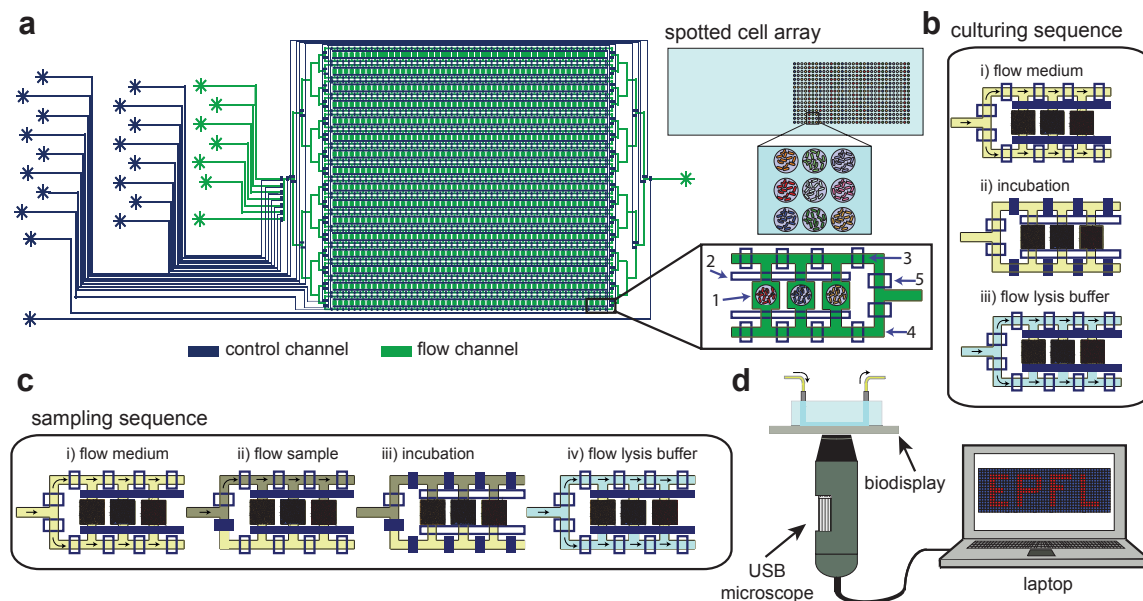 a
spotted cell array
2
1
3
5
4
control channel
flow channel
b
culturing sequence
i) flow medium
ii) incubation
iii) flow lysis buffer
c
sampling sequence
i) flow medium
ii) flow sample
iii) incubation
iv) flow lysis buffer
d
biodisplay
USB
microscope
EPFL
laptop